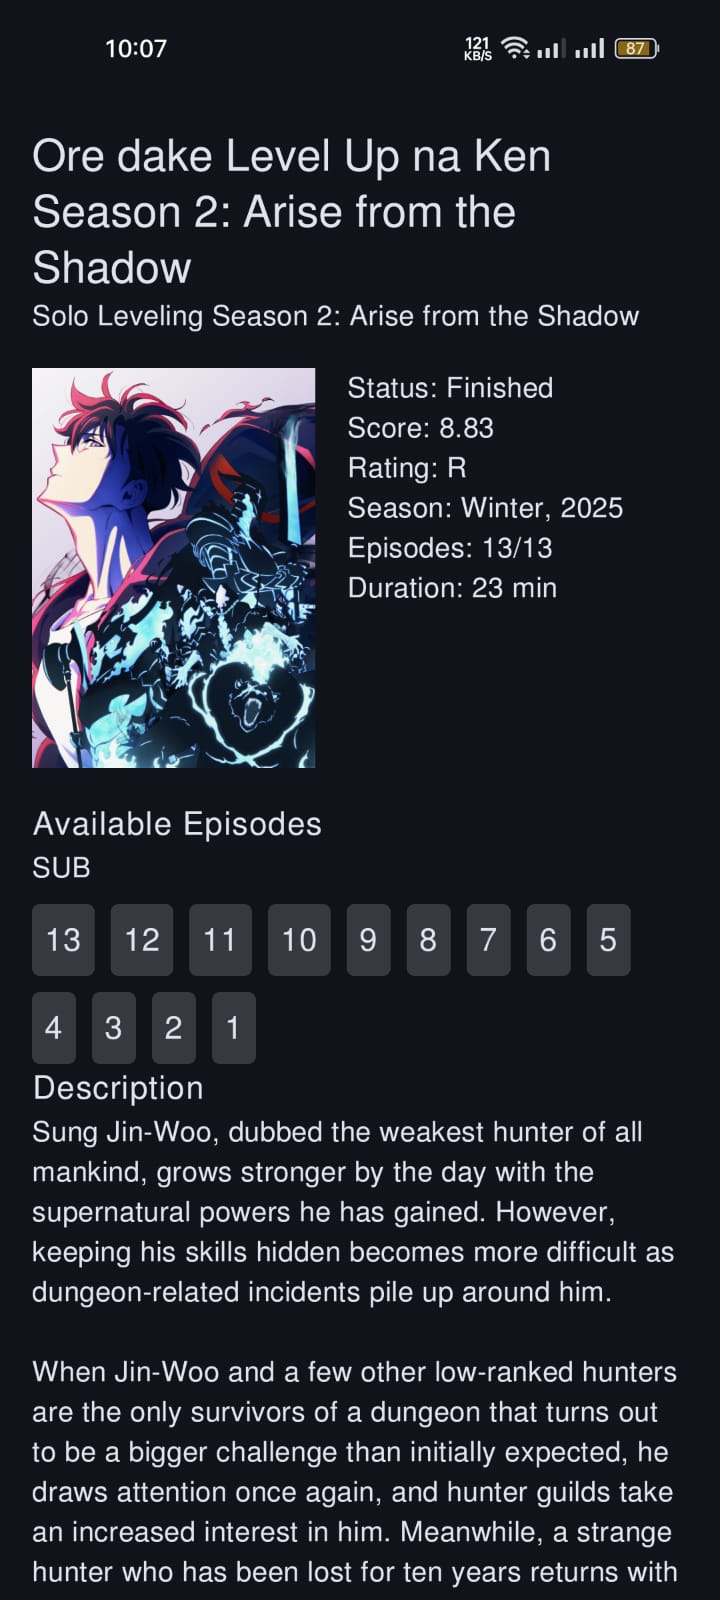 10:07
121
KB/S
87
Ore dake Level Up na Ken
Season 2: Arise from the
Shadow
Solo Leveling Season 2: Arise from the Shadow
Status: Finished
Score: 8.83
Rating: R
Season: Winter, 2025
Episodes: 13/13
Duration: 23 min
Available Episodes
SUB
13 12 11 10 9 8 7 6 5
4 3 2 1
Description
Sung Jin-Woo, dubbed the weakest hunter of all
mankind, grows stronger by the day with the
supernatural powers he has gained. However,
keeping his skills hidden becomes more difficult as
dungeon-related incidents pile up around him.
When Jin-Woo and a few other low-ranked hunters
are the only survivors of a dungeon that turns out
to be a bigger challenge than initially expected, he
draws attention once again, and hunter guilds take
an increased interest in him. Meanwhile, a strange
hunter who has been lost for ten years returns with